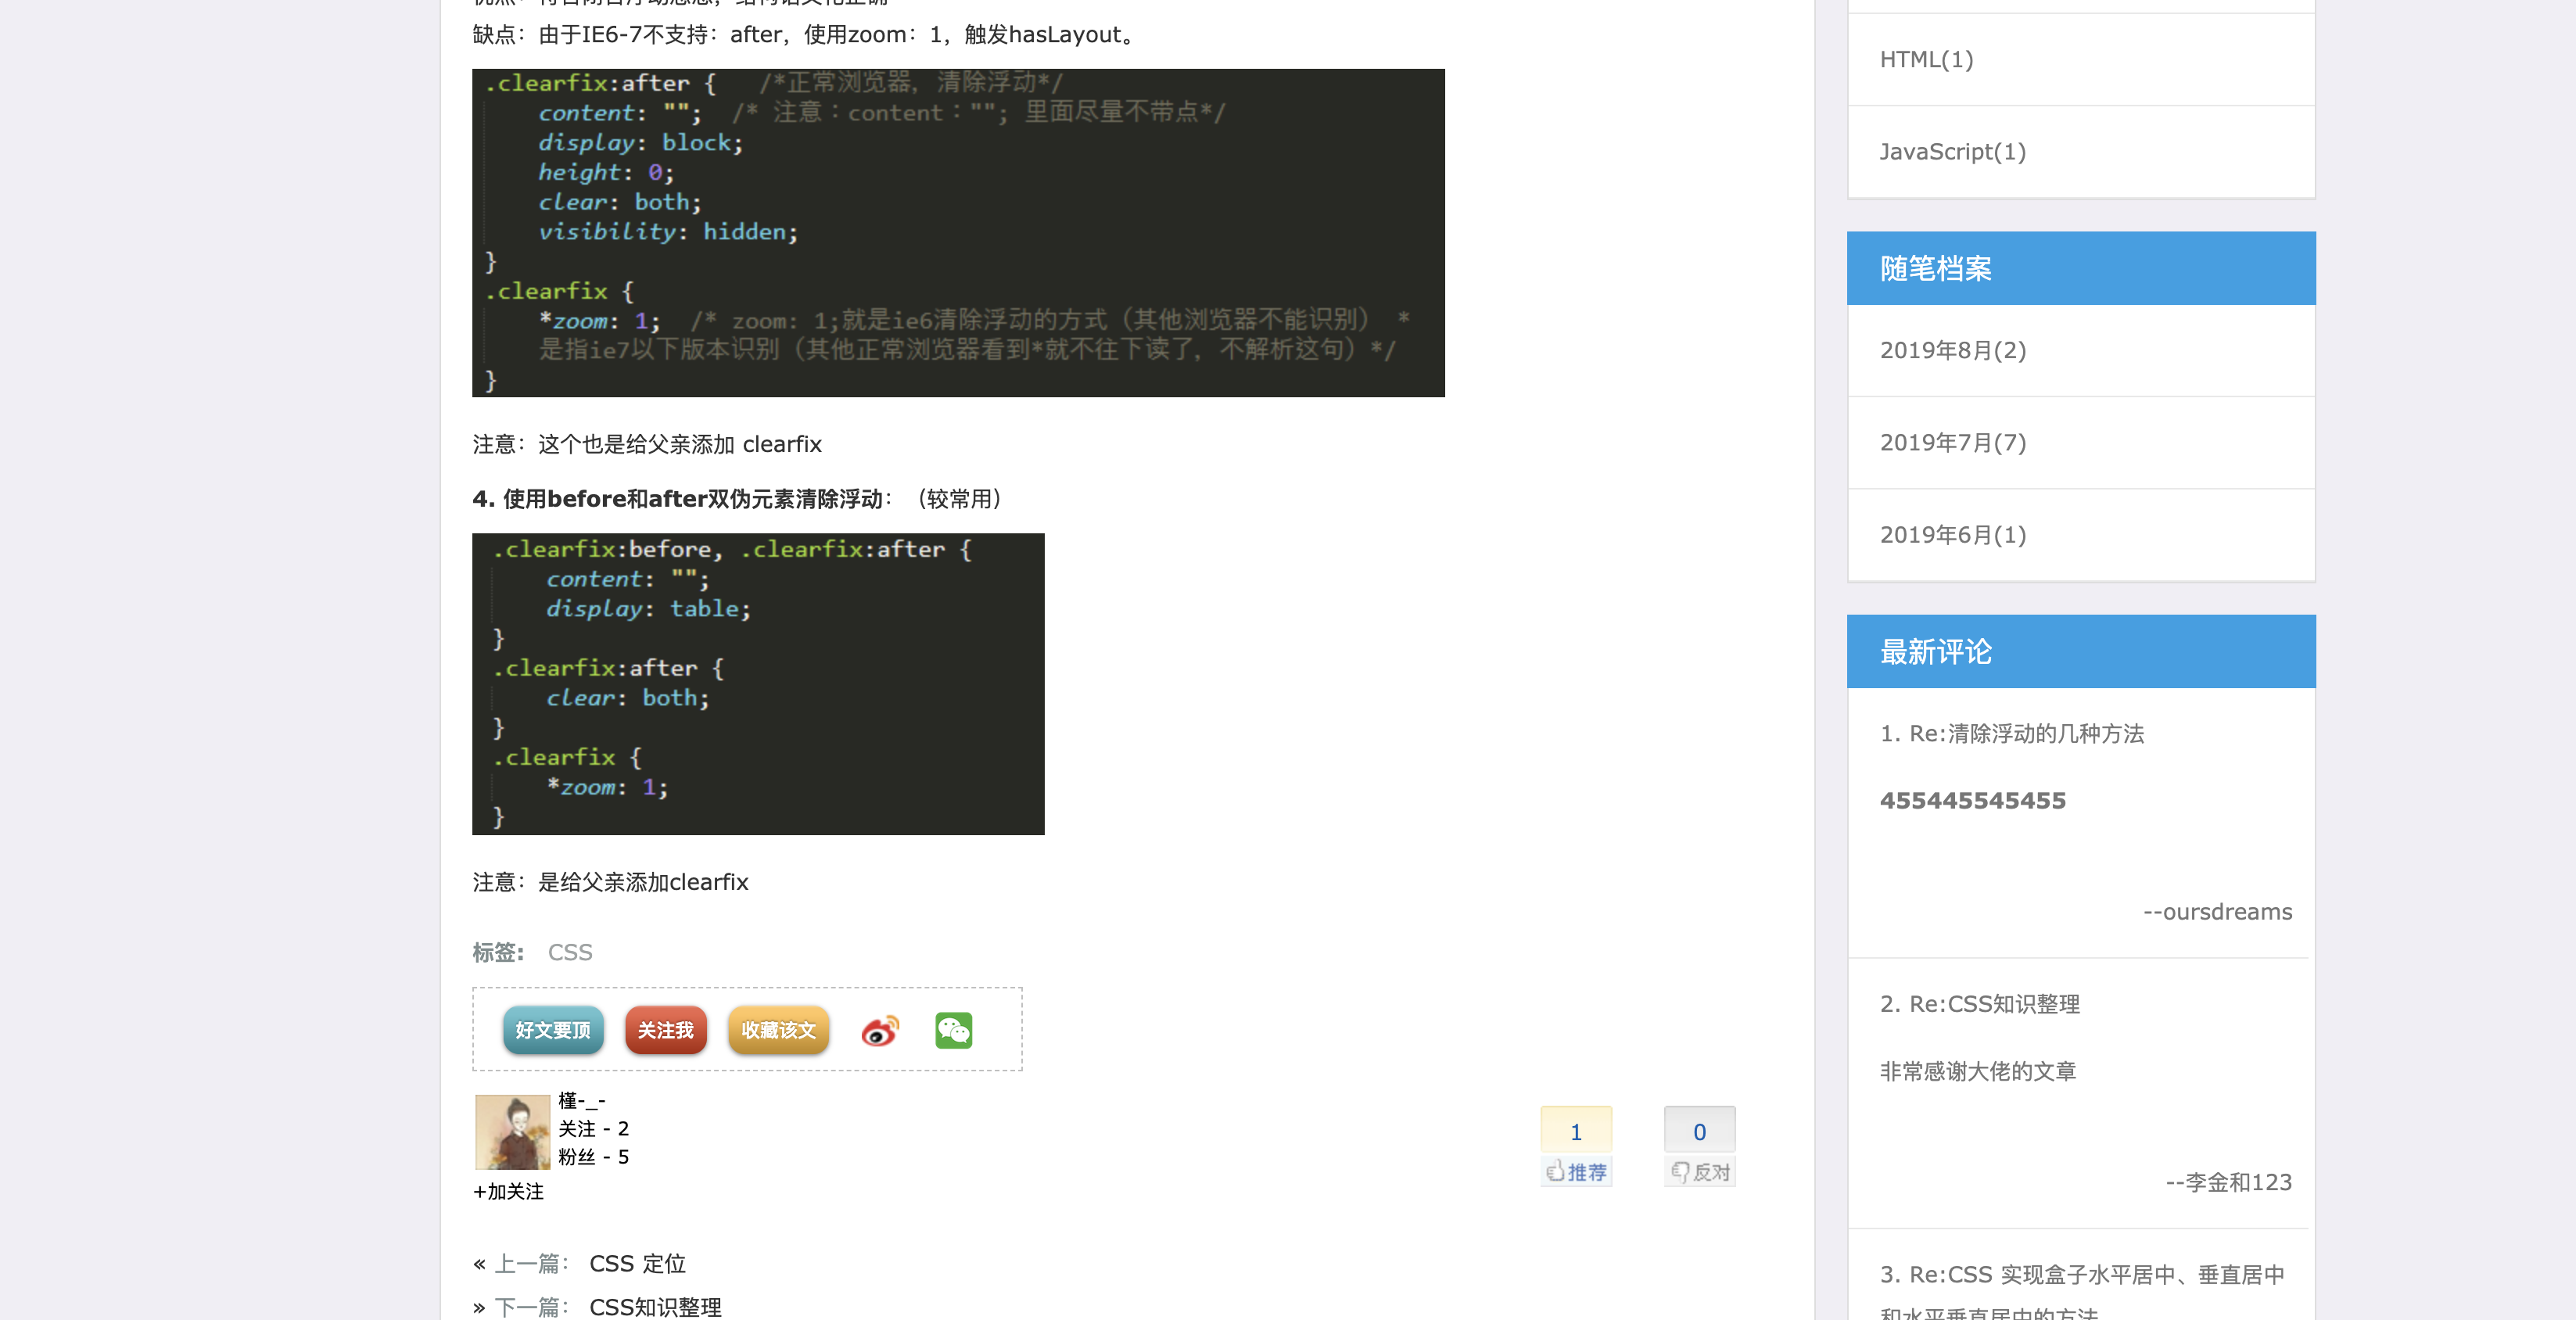 缺点：由于IE6-7不支持：after，使用zoom：1，触发hasLayout。
.clearfix:after {   /*正常浏览器，清除浮动*/
content: "";  /* 注意：content：""; 里面尽量不带点*/
display: block;
height: 0;
clear: both;
visibility: hidden;
}
.clearfix {
*zoom: 1;  /* zoom: 1;就是ie6清除浮动的方式（其他浏览器不能识别） *
是指ie7以下版本识别（其他正常浏览器看到*就不往下读了，不解析这句）*/
}
注意：这个也是给父亲添加 clearfix
4. 使用before和after双伪元素清除浮动：（较常用）
.clearfix:before, .clearfix:after {
content: "";
display: table;
}
.clearfix:after {
clear: both;
}
.clearfix {
*zoom: 1;
}
注意：是给父亲添加clearfix
标签： CSS
好文要顶 关注我 收藏该文
槿-_-
关注 - 2
粉丝 - 5
+加关注
1
推荐
0
反对
« 上一篇： CSS 定位
» 下一篇： CSS知识整理
HTML(1)
JavaScript(1)
随笔档案
2019年8月(2)
2019年7月(7)
2019年6月(1)
最新评论
1. Re:清除浮动的几种方法
455445545455
--oursdreams
2. Re:CSS知识整理
非常感谢大佬的文章
--李金和123
3. Re:CSS 实现盒子水平居中、垂直居中
和水平垂直居中的方法